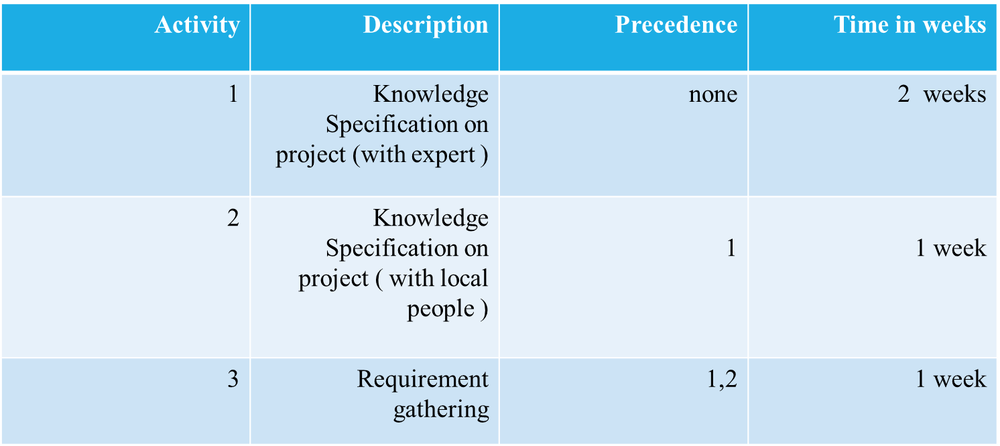 Activity Description Precedence Time in weeks
1 Knowledge none 2 weeks
Specification on
project (with expert )
2 Knowledge
Specification on 1 1 week
project ( with local
people )
3 Requirement 1,2 1 week
gathering